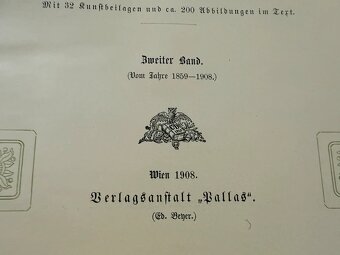 Mit 32 Kunstbeilagen und ca. 200 Abbildungen im Text.
Zweiter Band.
(Vom Jahre 1859—1908.)
Wien 1908.
Verlagsanstalt „Pallas“.
(Ed. Beyer.)